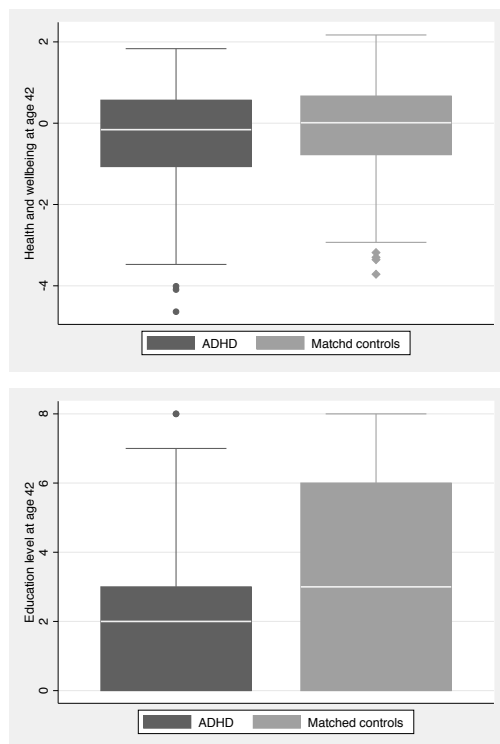 Health and wellbeing at age 42
2
0
-2
-4
ADHD Matchd controls
Education level at age 42
8
6
4
2
0
ADHD Matched controls